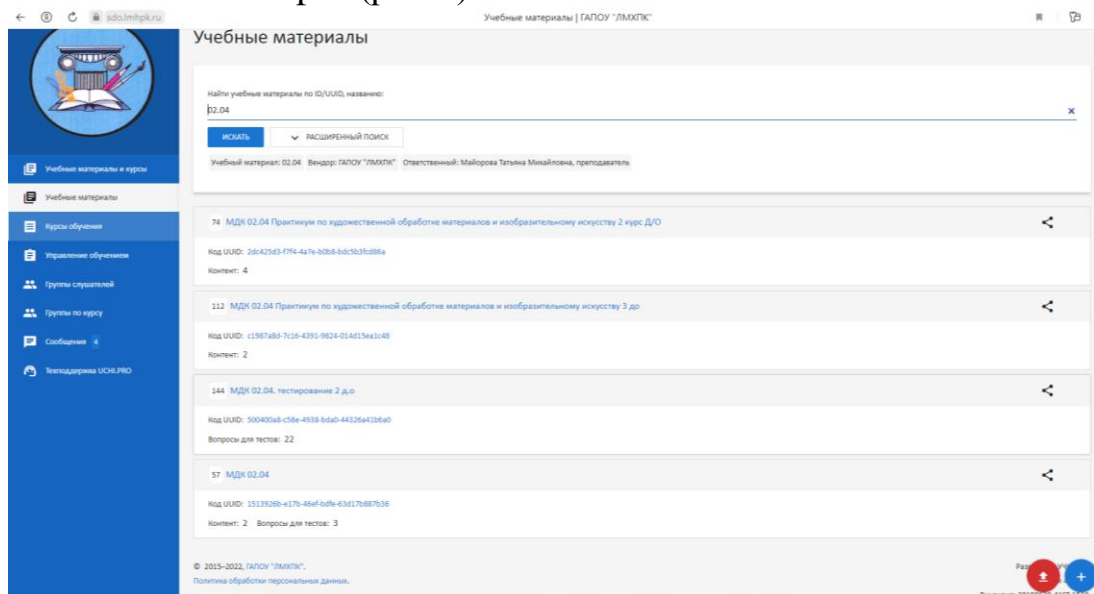 sdo.lmhpk.ru
Учебные материалы | ГАПОУ "ЛМХПК"
Учебные материалы
Найти учебные материалы по ID/UUID, названию:
02.04
ИСКАТЬ
РАСШИРЕННЫЙ ПОИСК
Учебный материал: 02.04 Вендор: ГАПОУ "ЛМХПК" Ответственный: Майорова Татьяна Михайловна, преподаватель
Учебные материалы и курсы
Учебные материалы
Курсы обучения
Управление обучением
Группы слушателей
Группы по курсу
Сообщения 4
Техподдержка UCHI.PRO
74 МДК 02.04 Практикум по художественной обработке материалов и изобразительному искусству 2 курс Д/О
Код UUID: 2dc425d3-f7f4-4a7e-b0b8-bdc5b3fcd86a
Контент: 4
112 МДК 02.04 Практикум по художественной обработке материалов и изобразительному искусству 3 до
Код UUID: c1987a8d-7c16-4391-9824-014d15ea1c48
Контент: 2
144 МДК 02.04. тестирование 2 д.о
Код UUID: 500400a8-c58e-4938-bda0-44326a41b6a0
Вопросы для тестов: 22
57 МДК 02.04
Код UUID: 1513926b-e17b-46ef-bdfe-63d17b887b36
Контент: 2 Вопросы для тестов: 3
© 2015–2022, ГАПОУ "ЛМХПК".
Политика обработки персональных данных.